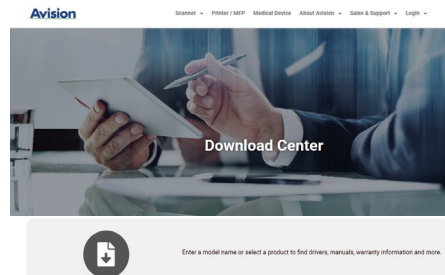 Avision
Scanner Printer / MFP Medical Device About Avision Sales & Support Login
Download Center
Enter a model name or select a product to find drivers, manuals, warranty information and more.